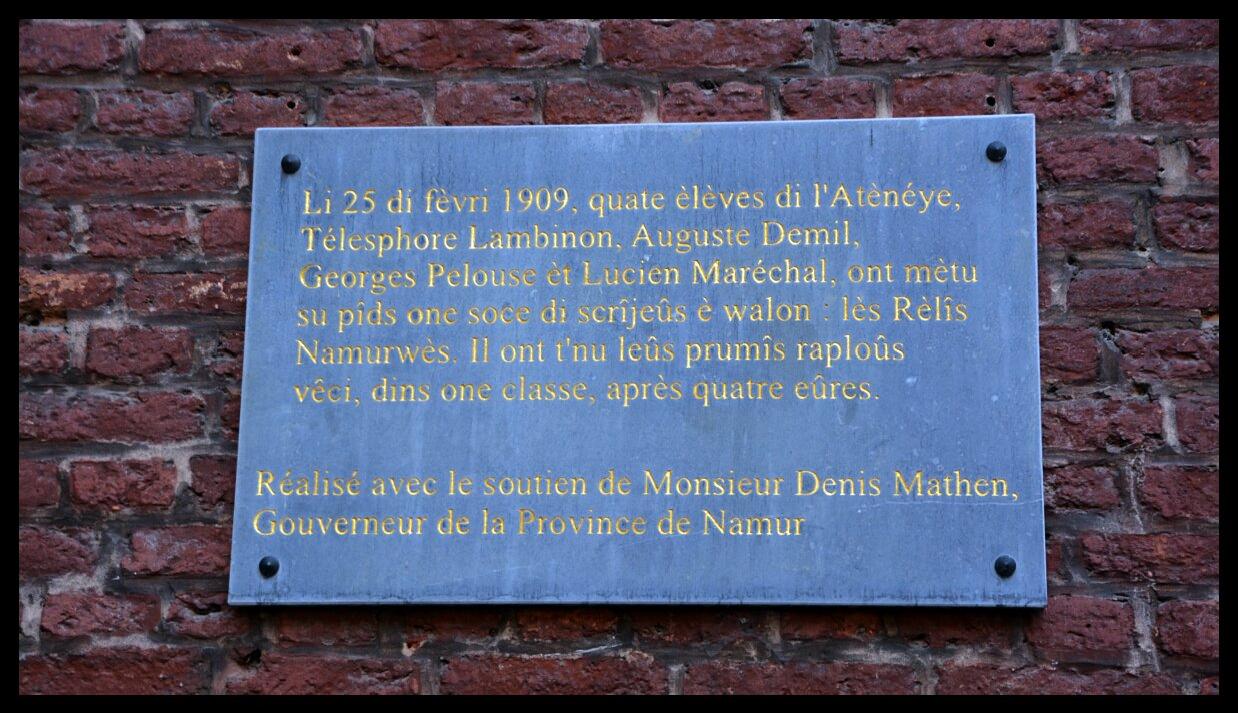 Li 25 di fèvri 1909, quate èlèves di l'Atènéye,
Télesphore Lambinon, Auguste Demil,
Georges Pelouse èt Lucien Maréchal, ont mètu
su pîds one soce di scrîjeûs è walon : lès Rèlîs
Namurwès. Il ont t'nu leûs prumîs raploûs
vêci, dins one classe, après quatre eûres.
Réalisé avec le soutien de Monsieur Denis Mathen,
Gouverneur de la Province de Namur